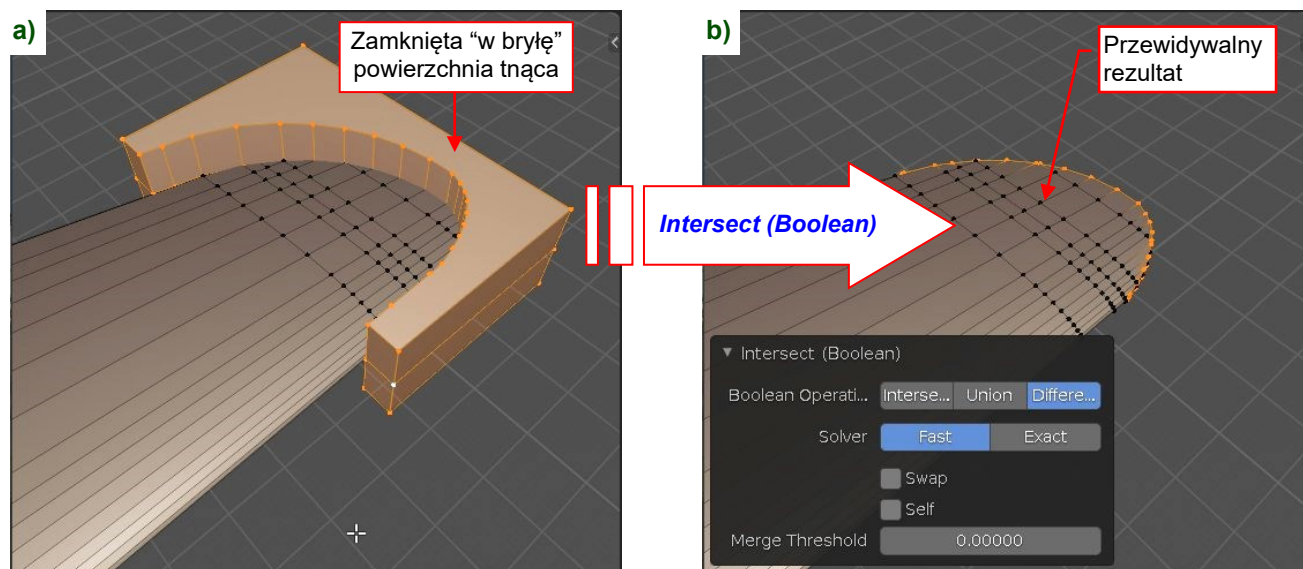 a)
Zamknięta “w bryłę”
powierzchnia tnąca
Intersect (Boolean)
b)
Przewidywalny
rezultat
Intersect (Boolean)
Boolean Operati...
Interse...
Union
Differe...
Solver
Fast
Exact
Swap
Self
Merge Threshold
0.00000